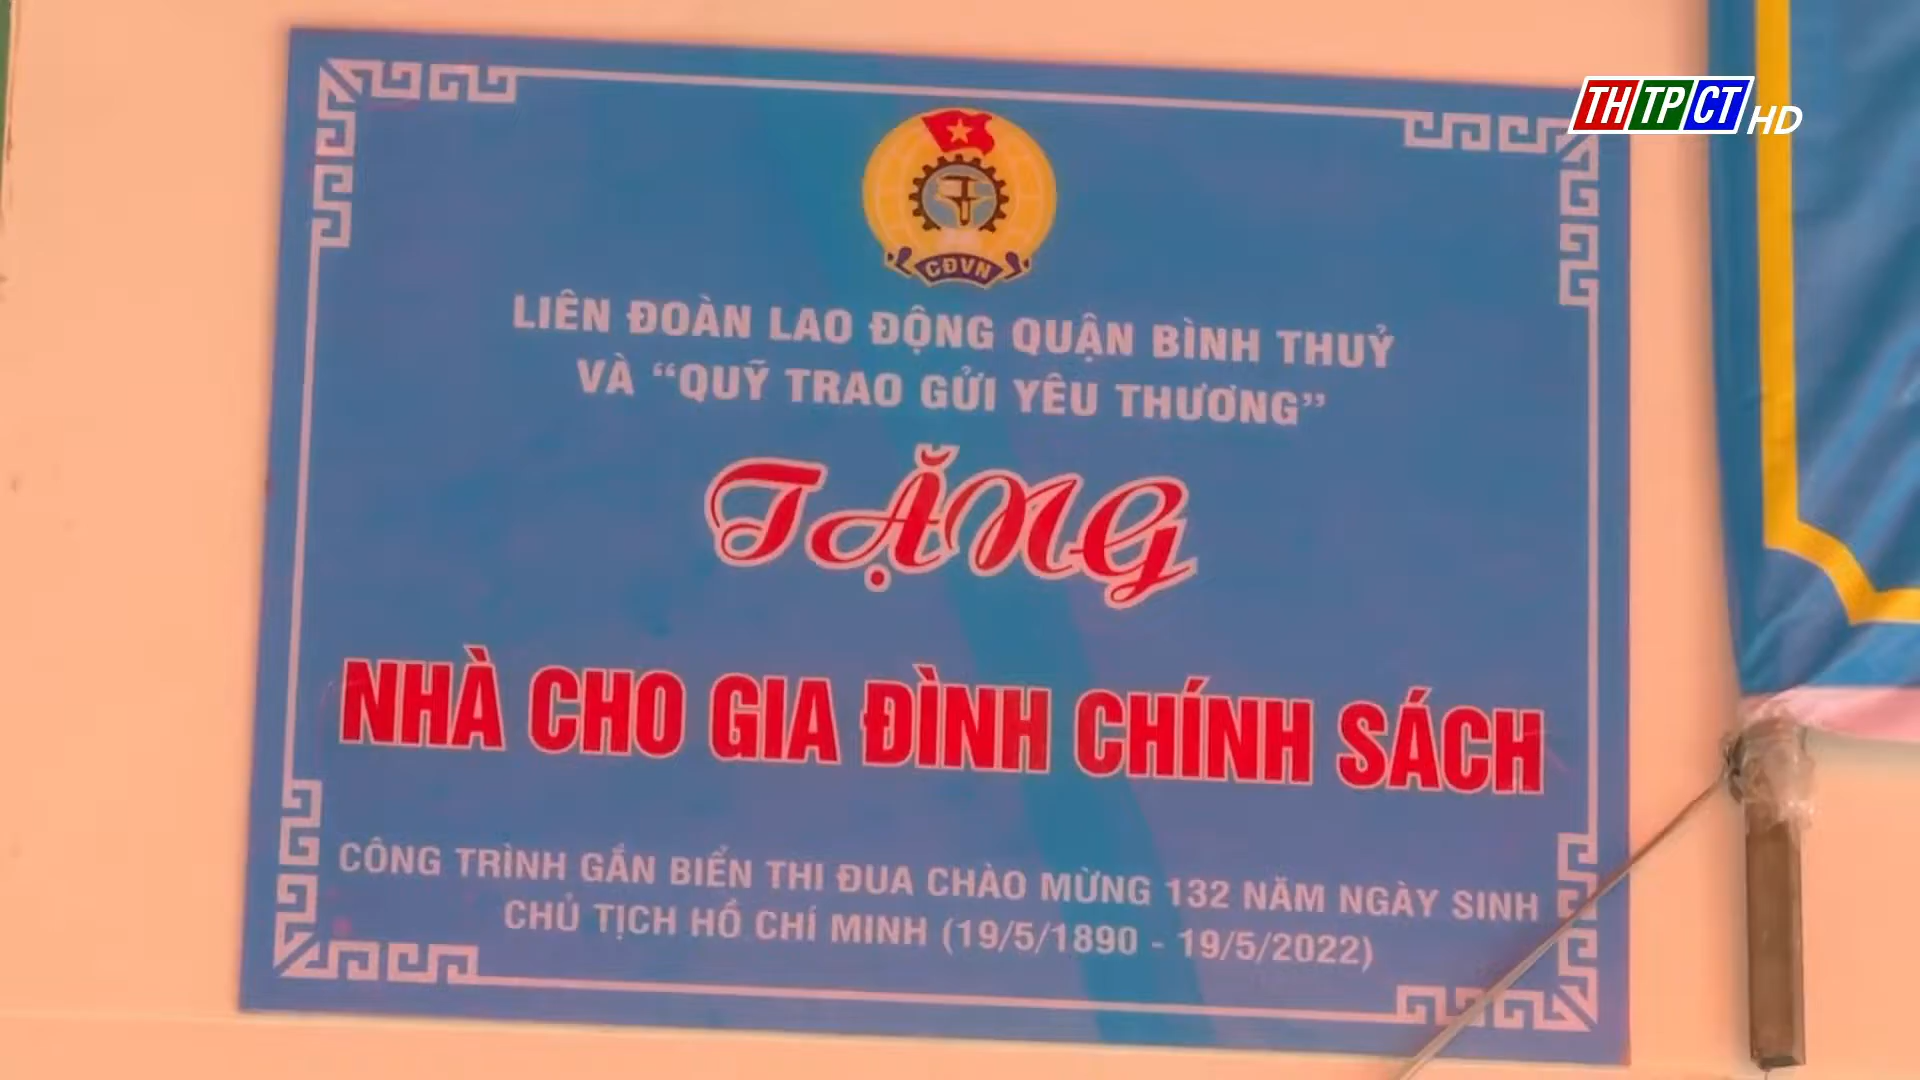 THTPCT HD
CĐVN
LIÊN ĐOÀN LAO ĐỘNG QUẬN BÌNH THUỶ
VÀ “QUỸ TRAO GỬI YÊU THƯƠNG”
TẶNG
NHÀ CHO GIA ĐÌNH CHÍNH SÁCH
CÔNG TRÌNH GẮN BIỂN THI ĐUA CHÀO MỪNG 132 NĂM NGÀY SINH
CHỦ TỊCH HỒ CHÍ MINH (19/5/1890 - 19/5/2022)